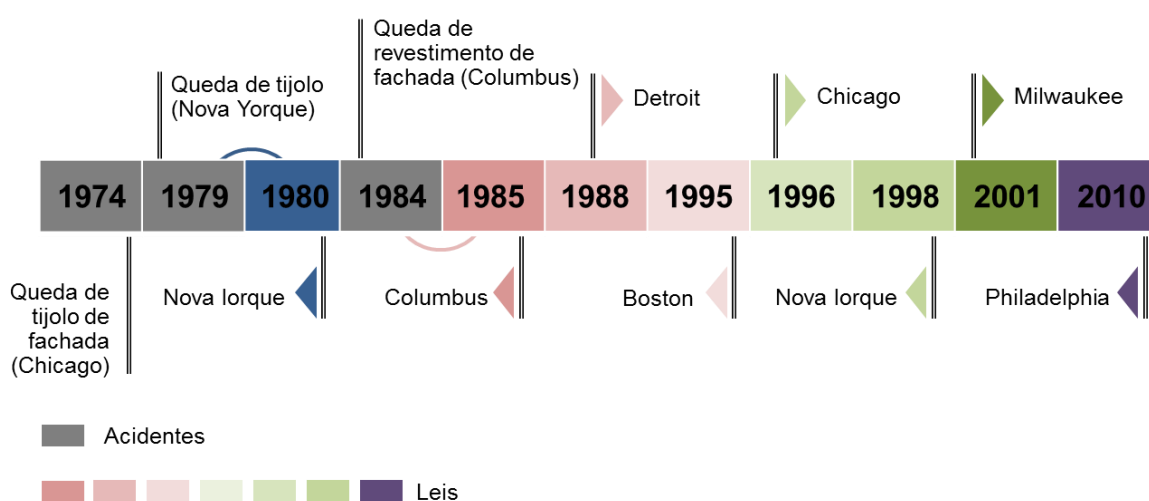 Queda de
revestimento de
fachada (Columbus)
Queda de tijolo
(Nova Yorque)
Detroit
Chicago
Milwaukee
1974 1979 1980 1984 1985 1988 1995 1996 1998 2001 2010
Queda de
tijolo de
fachada
(Chicago)
Nova Iorque
Columbus
Boston
Nova Iorque
Philadelphia
Acidentes
Leis